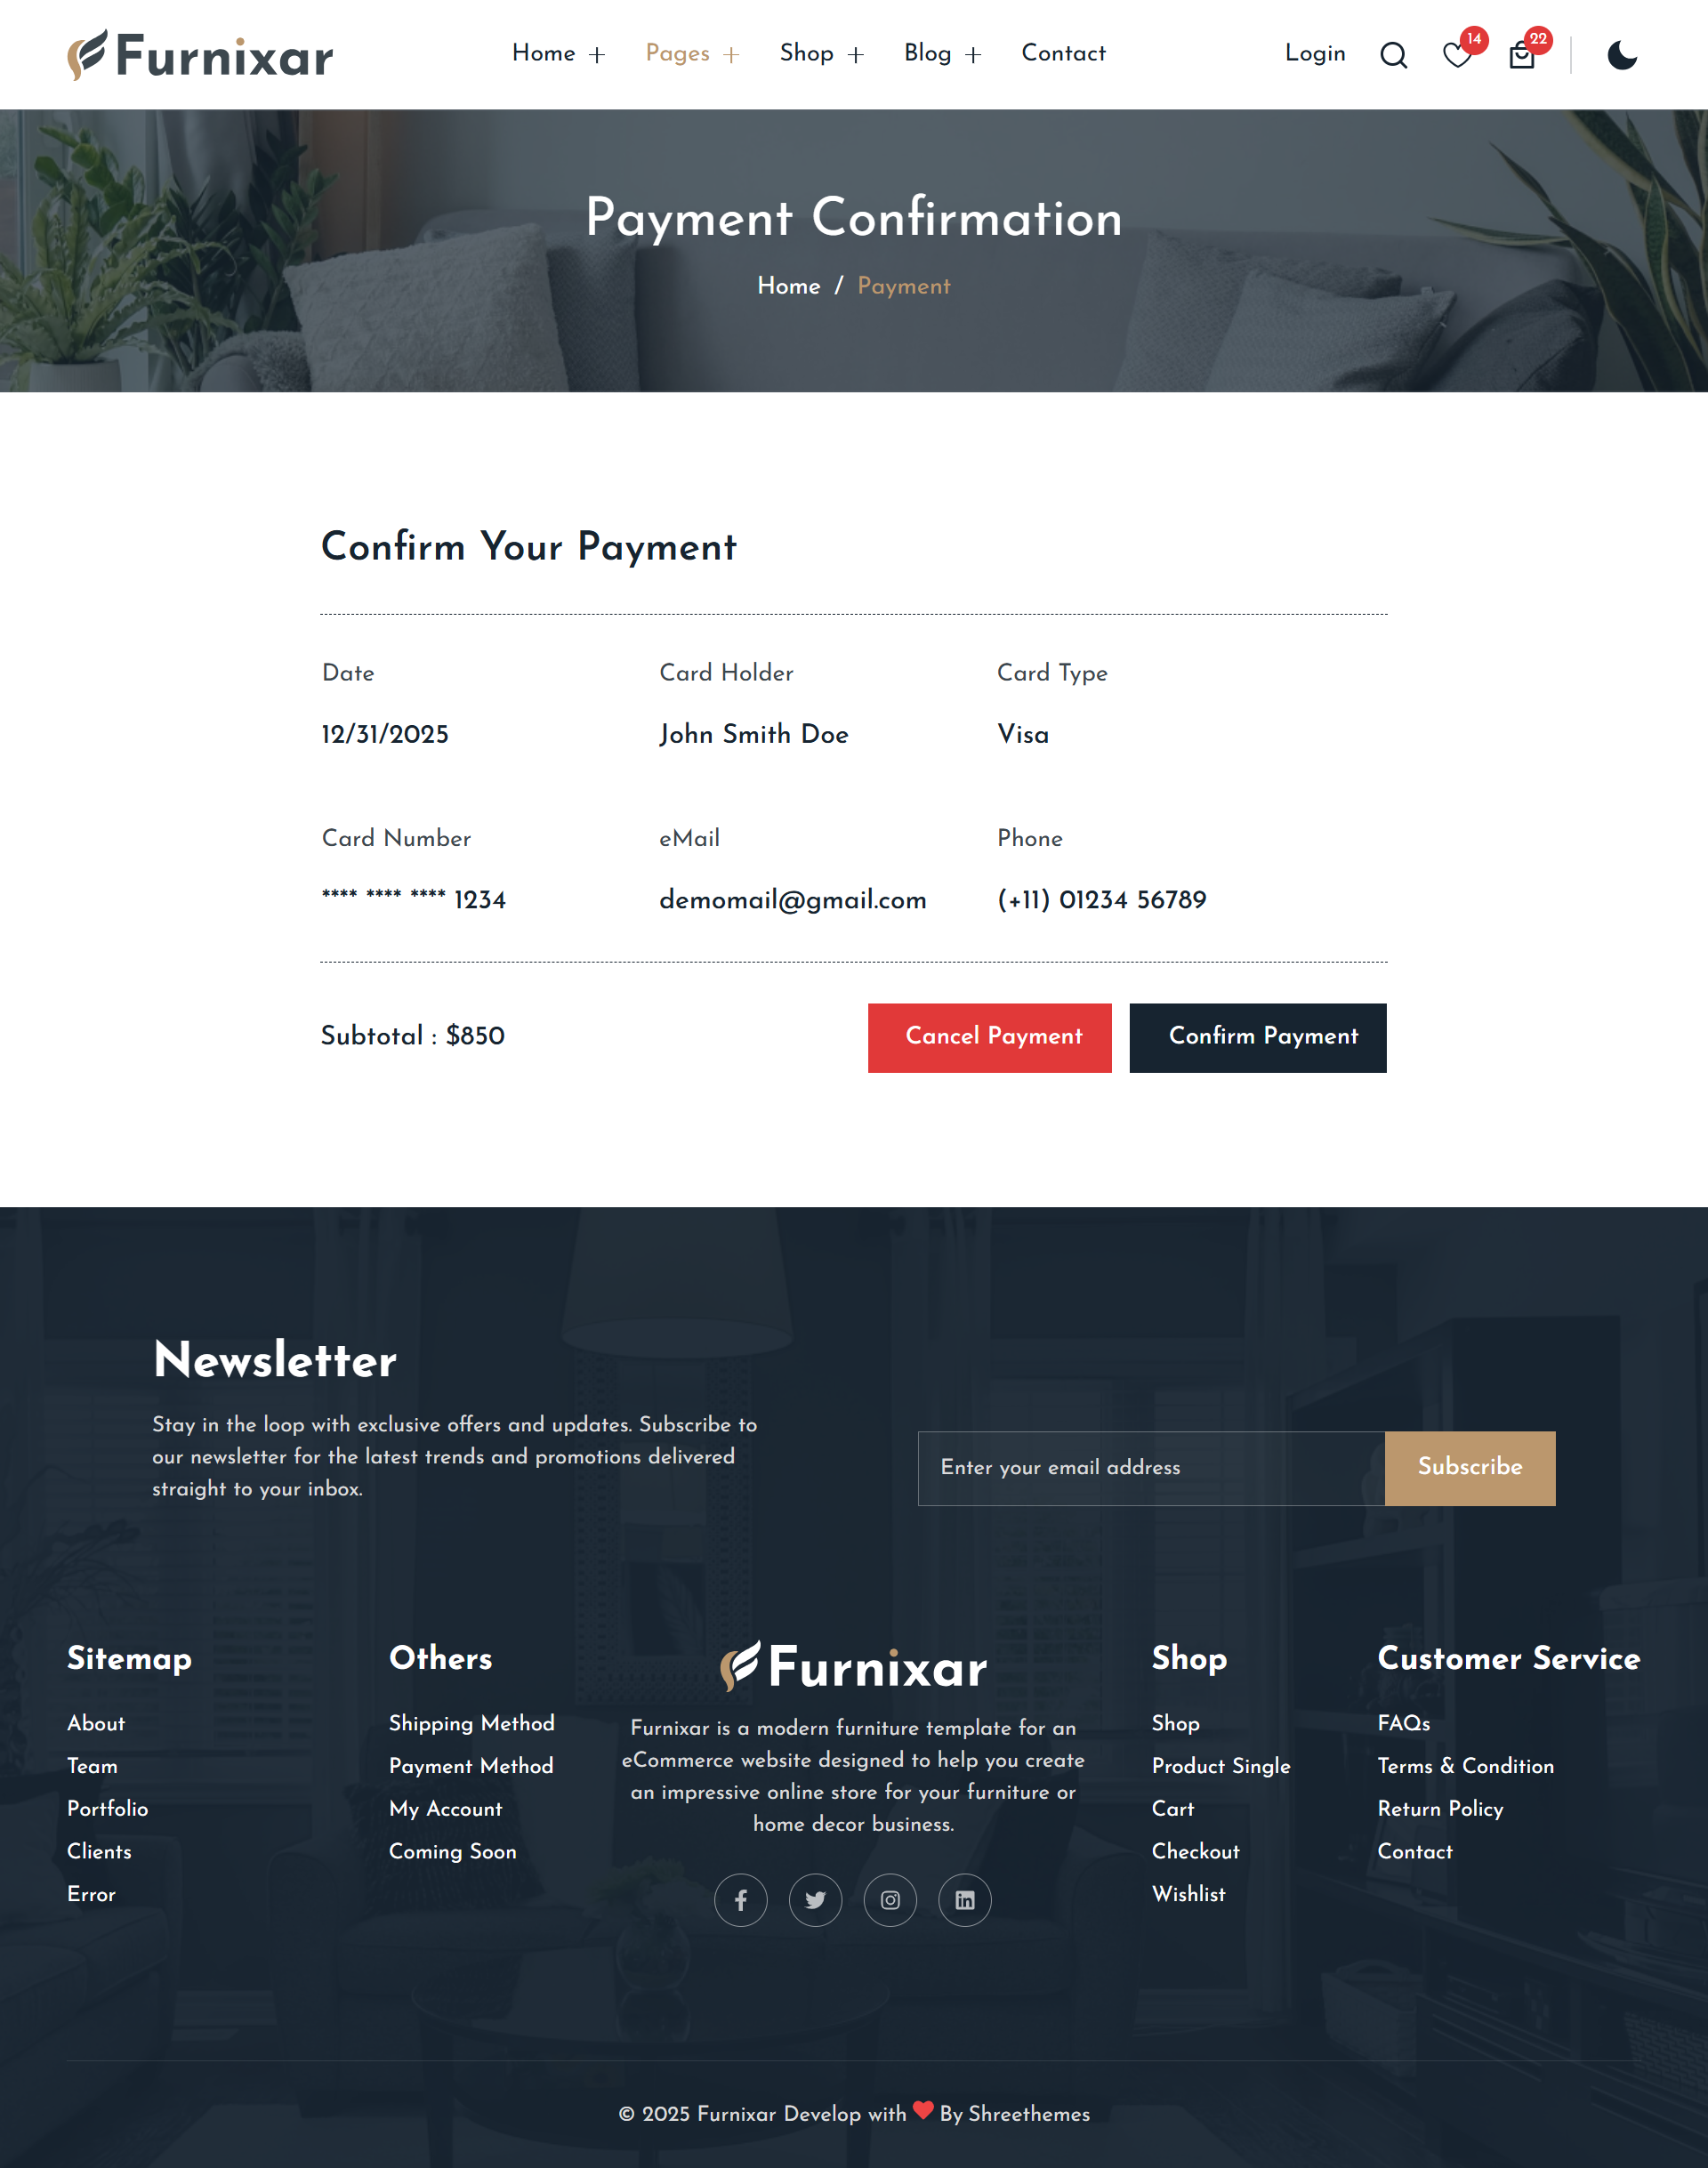 Furnixar
Home
Pages
Shop
Blog
Contact
Login
14
22
Payment Confirmation
Home / Payment
Confirm Your Payment
Date
Card Holder
Card Type
12/31/2025
John Smith Doe
Visa
Card Number
eMail
Phone
**** **** **** 1234
demomail@gmail.com
(+11) 01234 56789
Subtotal : $850
Cancel Payment
Confirm Payment
Newsletter
Stay in the loop with exclusive offers and updates. Subscribe to
our newsletter for the latest trends and promotions delivered
straight to your inbox.
Enter your email address
Subscribe
Sitemap
About
Team
Portfolio
Clients
Error
Others
Shipping Method
Payment Method
My Account
Coming Soon
Furnixar
Furnixar is a modern furniture template for an
eCommerce website designed to help you create
an impressive online store for your furniture or
home decor business.
Shop
Shop
Product Single
Cart
Checkout
Wishlist
Customer Service
FAQs
Terms & Condition
Return Policy
Contact
© 2025 Furnixar Develop with ❤ By Shreethemes